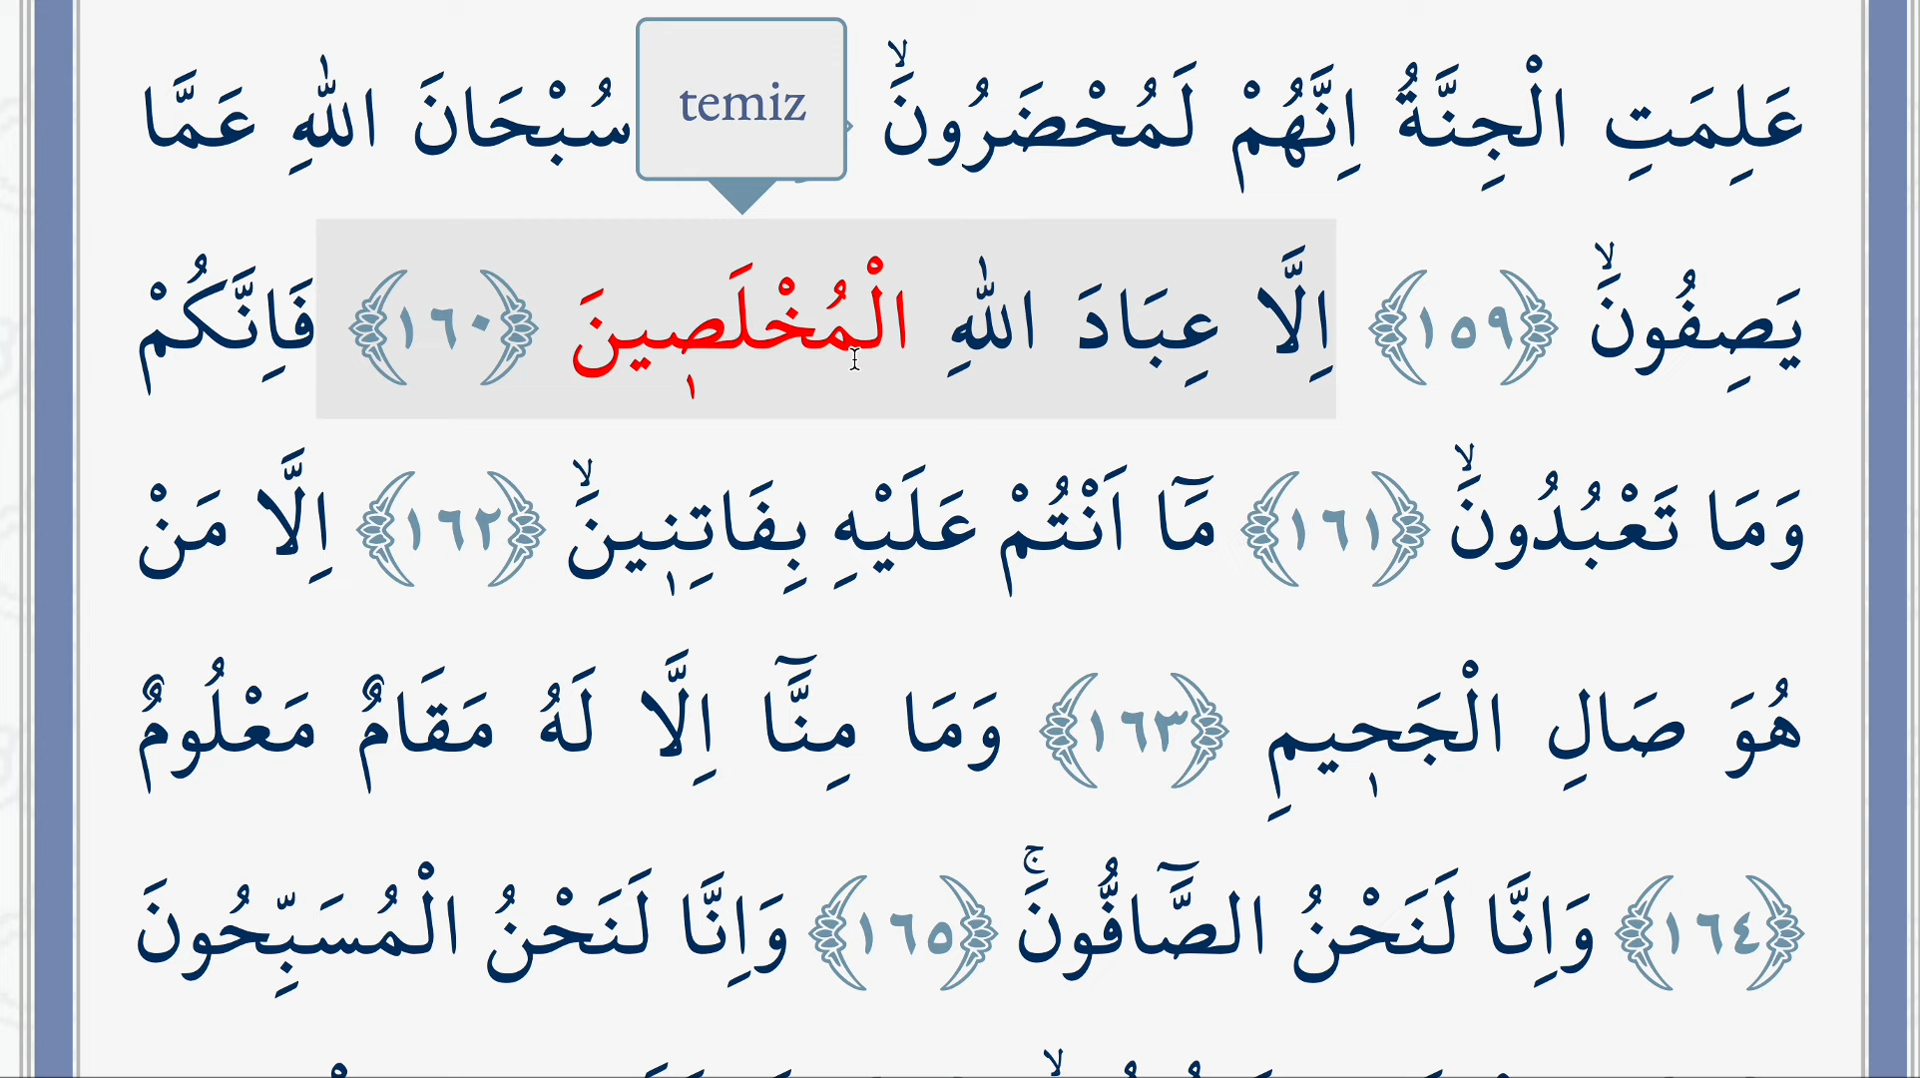 temiz
عَلِمَتِ الْجِنَّةُ اِنَّهُمْ لَمُحْضَرُونَۙ سُبْحَانَ اللّٰهِ عَمَّا
يَصِفُونَۙ ﴿١٥٩﴾ اِلَّا عِبَادَ اللّٰهِ الْمُخْلَص۪ينَ ﴿١٦٠﴾ فَاِنَّكُمْ
وَمَا تَعْبُدُونَۙ ﴿١٦١﴾ مَٓا اَنْتُمْ عَلَيْهِ بِفَاتِن۪ينَۙ ﴿١٦٢﴾ اِلَّا مَنْ
هُوَ صَالِ الْجَح۪يمِ ﴿١٦٣﴾ وَمَا مِنَّٓا اِلَّا لَهُ مَقَامٌ مَعْلُومٌ
﴿١٦٤﴾ وَاِنَّا لَنَحْنُ الصَّٓافُّونَۚ ﴿١٦٥﴾ وَاِنَّا لَنَحْنُ الْمُسَبِّحُونَ